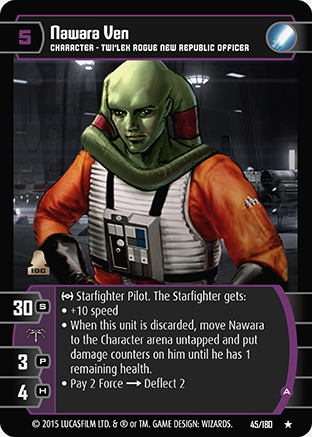 5
Nawara Ven
CHARACTER - TWI'LEK ROGUE NEW REPUBLIC OFFICER
IDC
30 S
3 P
4 H
Starfighter Pilot. The Starfighter gets:
• +10 speed
• When this unit is discarded, move Nawara
to the Character arena untapped and put
damage counters on him until he has 1
remaining health.
• Pay 2 Force → Deflect 2
A
© 2015 LUCASFILM LTD. & ® or TM. GAME DESIGN: WIZARDS.
45/180 ★